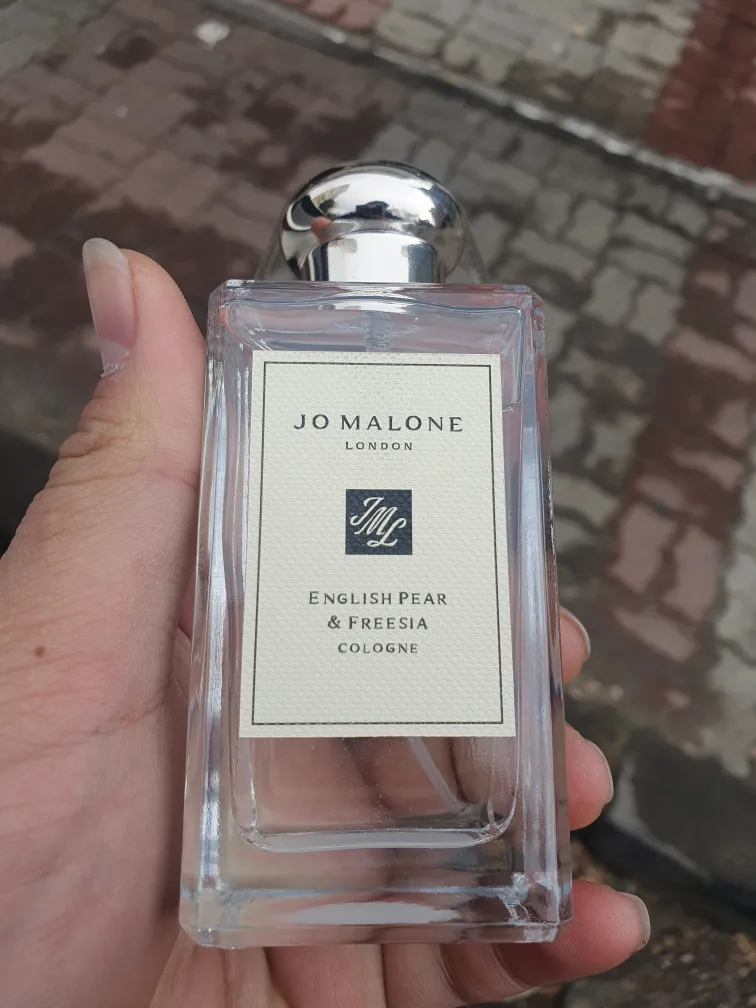 JO MALONE
LONDON
JML
ENGLISH PEAR
& FREESIA
COLOGNE